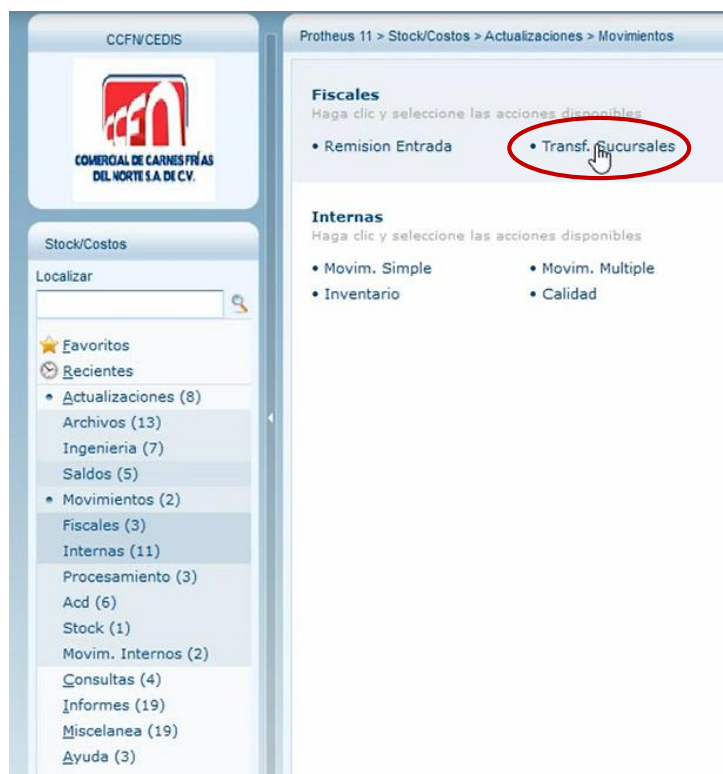 CCFN/CEDIS
CCFN
COMERCIAL DE CARNES FRÍAS
DEL NORTE S.A. DE C.V.
Stock/Costos
Localizar
Favoritos
Recientes
Actualizaciones (8)
Archivos (13)
Ingenieria (7)
Saldos (5)
Movimientos (2)
Fiscales (3)
Internas (11)
Procesamiento (3)
Acd (6)
Stock (1)
Movim. Internos (2)
Consultas (4)
Informes (19)
Miscelanea (19)
Ayuda (3)
Protheus 11 > Stock/Costos > Actualizaciones > Movimientos
Fiscales
Haga clic y seleccione las acciones disponibles
• Remision Entrada • Transf. Sucursales
Internas
Haga clic y seleccione las acciones disponibles
• Movim. Simple • Movim. Multiple
• Inventario • Calidad